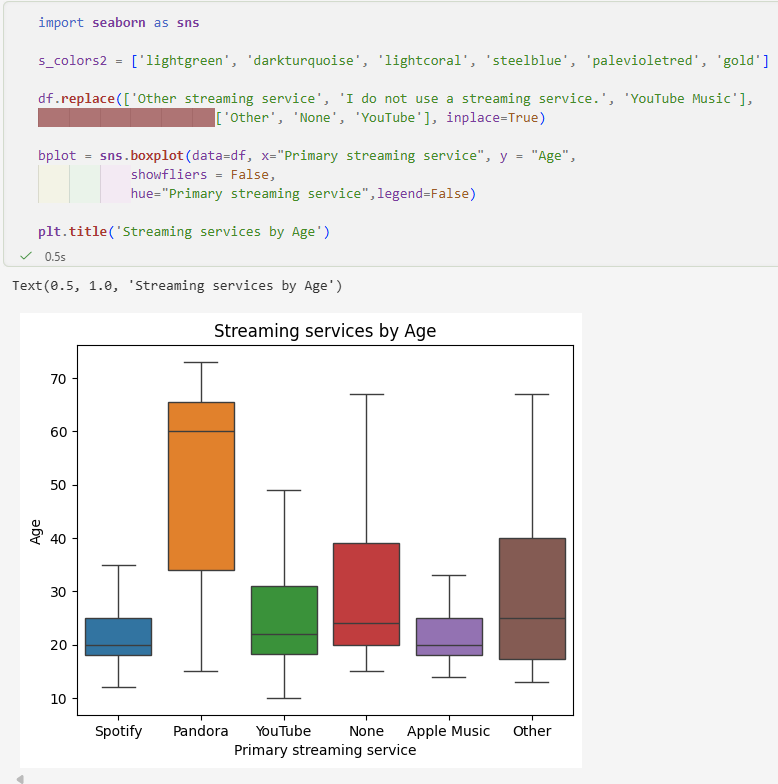 import seaborn as sns
s_colors2 = ['lightgreen', 'darkturquoise', 'lightcoral', 'steelblue', 'palevioletred', 'gold']
df.replace(['Other streaming service', 'I do not use a streaming service.', 'YouTube Music'],
['Other', 'None', 'YouTube'], inplace=True)
bplot = sns.boxplot(data=df, x="Primary streaming service", y = "Age",
showfliers = False,
hue="Primary streaming service",legend=False)
plt.title('Streaming services by Age')
0.5s
Text(0.5, 1.0, 'Streaming services by Age')
Streaming services by Age
70
60
50
40
30
20
10
Age
Spotify Pandora YouTube None Apple Music Other
Primary streaming service